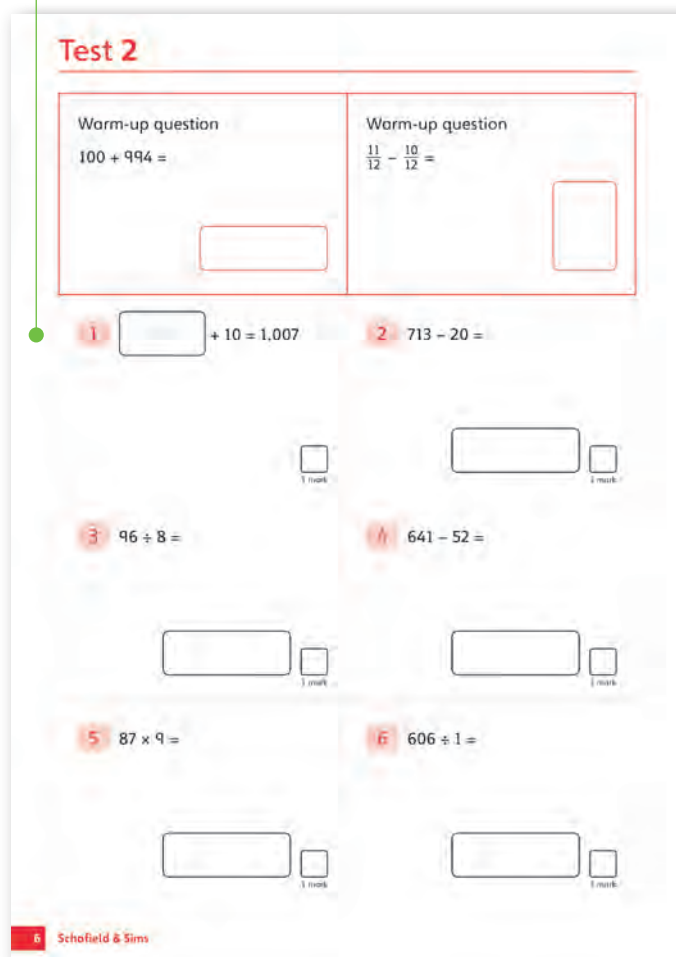 Test 2
Warm-up question
100 + 994 =
Warm-up question
11/12 − 10/12 =
1 + 10 = 1,007
2 713 − 20 =
1 mark
1 mark
3 96 ÷ 8 =
4 641 − 52 =
1 mark
1 mark
5 87 × 9 =
6 606 ÷ 1 =
1 mark
1 mark
6 Schofield & Sims